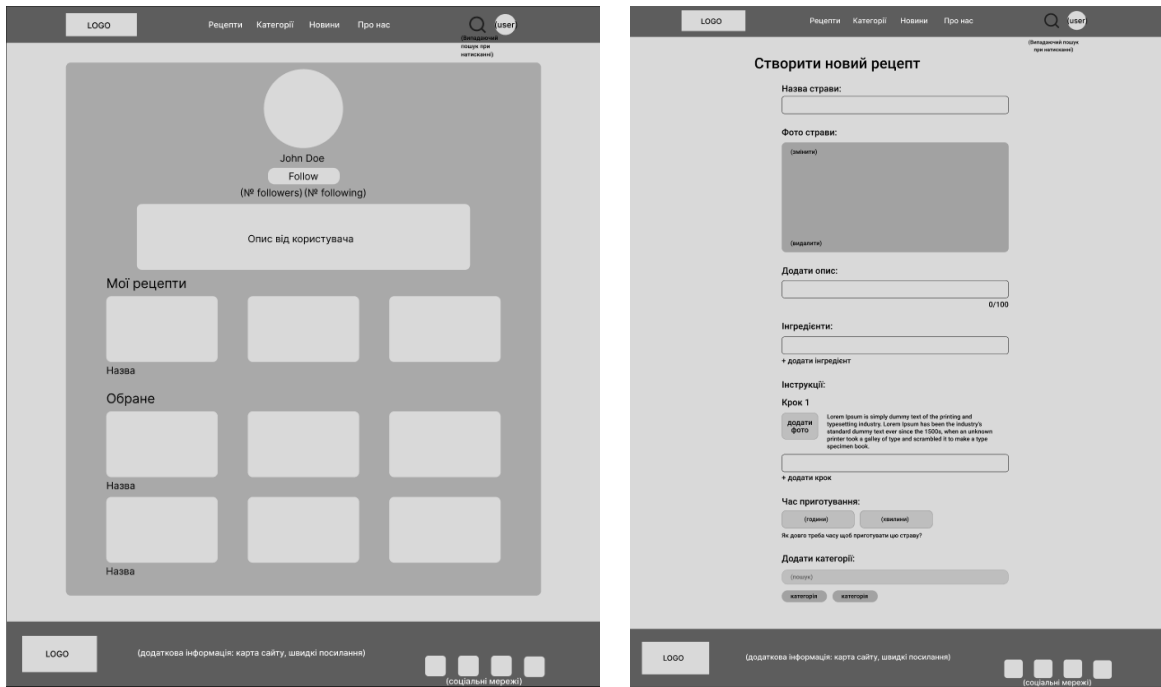 LOGO
Рецепти Категорії Новини Про нас
(user)
(Випадаючий
пошук при
натисканні)
John Doe
Follow
(№ followers) (№ following)
Опис від користувача
Мої рецепти
Назва
Обране
Назва
Назва
LOGO
(додаткова інформація: карта сайту, швидкі посилання)
(соціальні мережі)
LOGO
Рецепти Категорії Новини Про нас
(user)
(Випадаючий пошук
при натисканні)
Створити новий рецепт
Назва страви:
Фото страви:
(змінити)
(видалити)
Додати опис:
0/100
Інгредієнти:
+ додати інгредієнт
Інструкції:
Крок 1
додати
фото
Lorem Ipsum is simply dummy text of the printing and
typesetting industry. Lorem Ipsum has been the industry's
standard dummy text ever since the 1500s, when an unknown
printer took a galley of type and scrambled it to make a type
specimen book.
+ додати крок
Час приготування:
(години) (хвилини)
Як довго треба часу щоб приготувати цю страву?
Додати категорії:
(пошук)
категорія категорія
LOGO
(додаткова інформація: карта сайту, швидкі посилання)
(соціальні мережі)